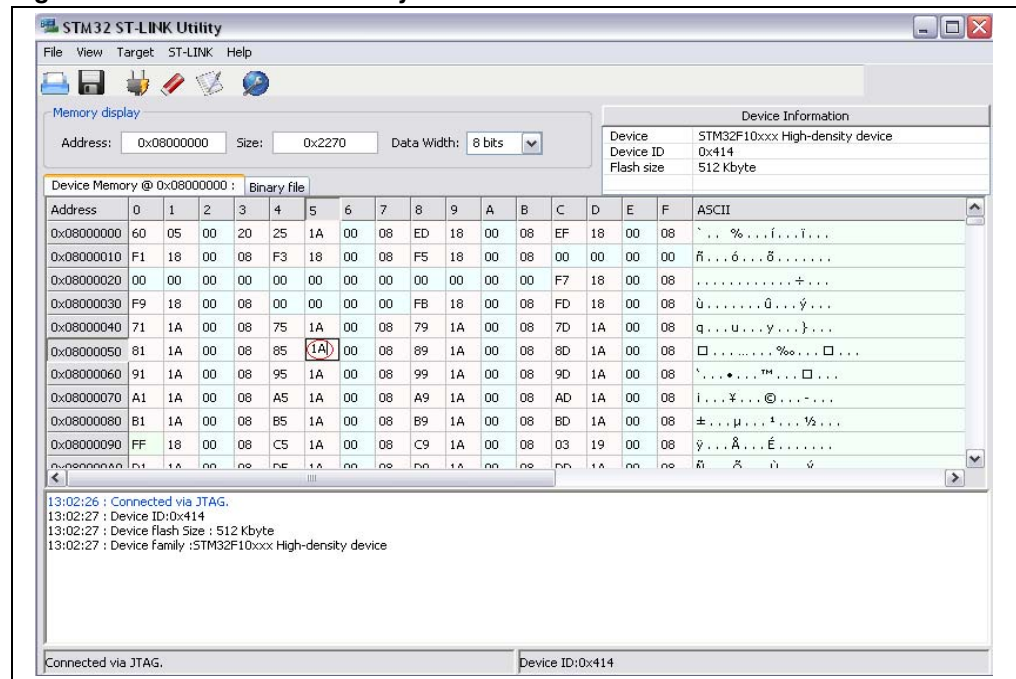 STM32 ST-LINK Utility
File View Target ST-LINK Help
Memory display
Address: 0x08000000 Size: 0x2270 Data Width: 8 bits
Device Information
Device STM32F10xxx High-density device
Device ID 0x414
Flash size 512 Kbyte
Device Memory @ 0x08000000 : Binary file
Address 0 1 2 3 4 5 6 7 8 9 A B C D E F ASCII
0x08000000 60 05 00 20 25 1A 00 08 ED 18 00 08 EF 18 00 08 `.. %...í...ï...
0x08000010 F1 18 00 08 F3 18 00 08 F5 18 00 08 00 00 00 00 ñ...ó...õ.......
0x08000020 00 00 00 00 00 00 00 00 00 00 00 00 F7 18 00 08 ............÷...
0x08000030 F9 18 00 08 00 00 00 00 FB 18 00 08 FD 18 00 08 ù.......û...ý...
0x08000040 71 1A 00 08 75 1A 00 08 79 1A 00 08 7D 1A 00 08 q...u...y...}...
0x08000050 81 1A 00 08 85 1A 00 08 89 1A 00 08 8D 1A 00 08 □...…...‰...□...
0x08000060 91 1A 00 08 95 1A 00 08 99 1A 00 08 9D 1A 00 08 ‘...•...™...□...
0x08000070 A1 1A 00 08 A5 1A 00 08 A9 1A 00 08 AD 1A 00 08 ¡...¥...©...-...
0x08000080 B1 1A 00 08 B5 1A 00 08 B9 1A 00 08 BD 1A 00 08 ±...µ...¹...½...
0x08000090 FF 18 00 08 C5 1A 00 08 C9 1A 00 08 03 19 00 08 ÿ...Å...É.......
13:02:26 : Connected via JTAG.
13:02:27 : Device ID:0x414
13:02:27 : Device flash Size : 512 Kbyte
13:02:27 : Device family :STM32F10xxx High-density device
Connected via JTAG. Device ID:0x414